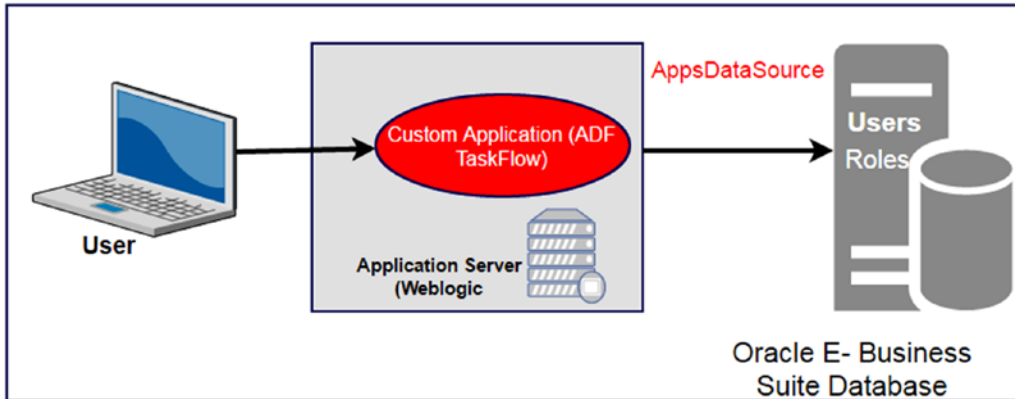 User
Custom Application (ADF
TaskFlow)
Application Server
(Weblogic
AppsDataSource
Users
Roles
Oracle E- Business
Suite Database